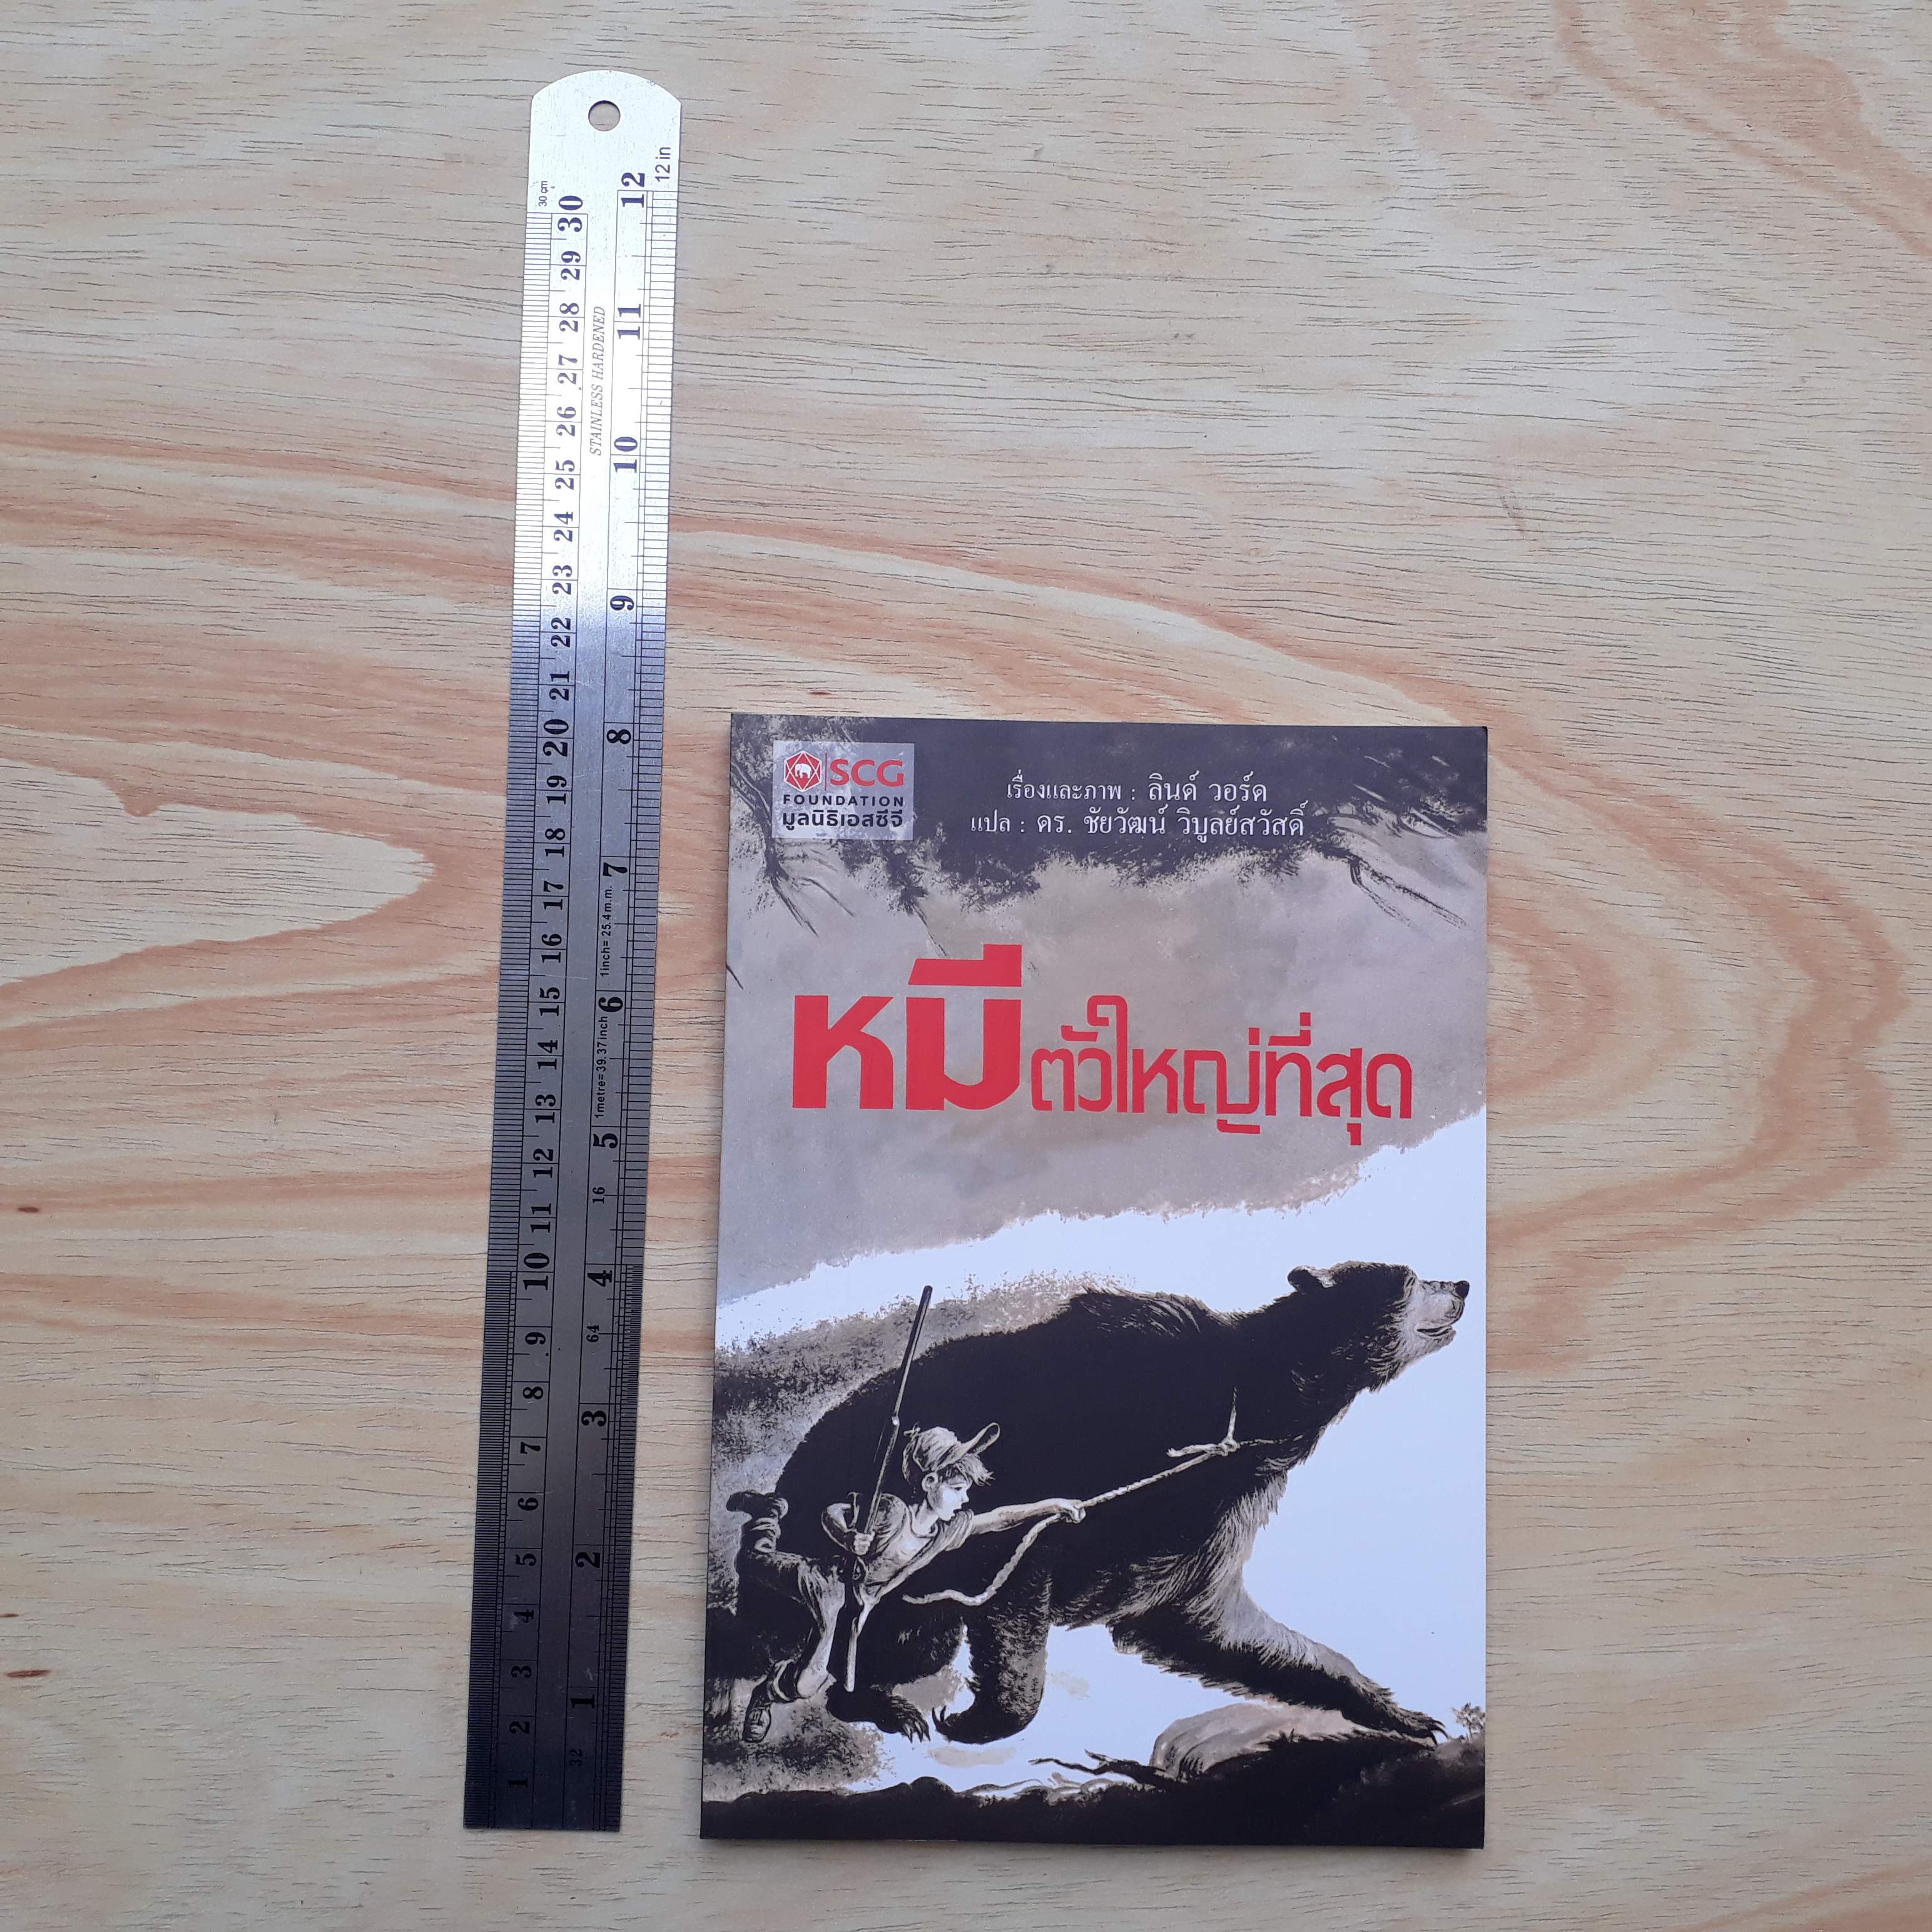 30 cm
12 in
30 29 28 27 26 25 24 23 22 21 20 19 18 17 16 15 14 13 12 11 10 9 8 7 6 5 4 3 2 1
STAINLESS HARDENED
12 11 10 9 8 7 6 5 4 3 2 1
1inch= 25.4 m.m.
1metre=39.37inch
16
64
32
SCG
FOUNDATION
มูลนิธิเอสซีจี
เรื่องและภาพ : ลินด์ วอร์ด
แปล : ดร. ชัยวัฒน์ วิบูลย์สวัสดิ์
หมีตัวใหญ่ที่สุด